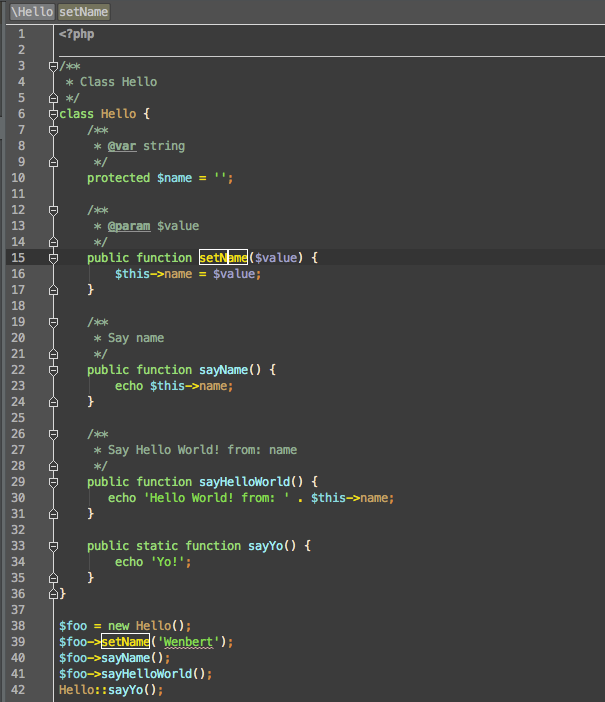 \Hello setName
1 <?php
2
3 /**
4  * Class Hello
5  */
6 class Hello {
7     /**
8      * @var string
9      */
10     protected $name = '';
11
12     /**
13      * @param $value
14      */
15     public function setName($value) {
16         $this->name = $value;
17     }
18
19     /**
20      * Say name
21      */
22     public function sayName() {
23         echo $this->name;
24     }
25
26     /**
27      * Say Hello World! from: name
28      */
29     public function sayHelloWorld() {
30        echo 'Hello World! from: ' . $this->name;
31     }
32
33     public static function sayYo() {
34         echo 'Yo!';
35     }
36 }
37
38 $foo = new Hello();
39 $foo->setName('Wenbert');
40 $foo->sayName();
41 $foo->sayHelloWorld();
42 Hello::sayYo();